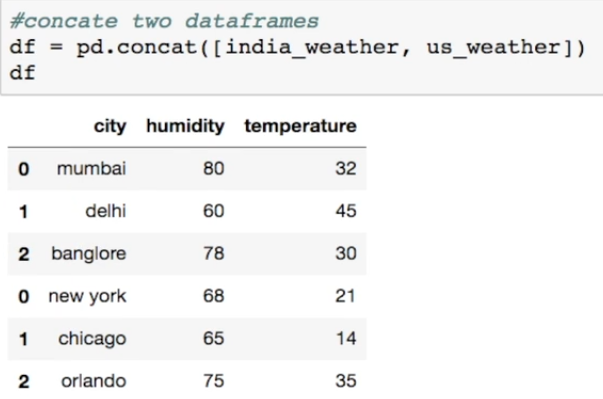 #concate two dataframes
df = pd.concat([india_weather, us_weather])
df
city humidity temperature
0 mumbai 80 32
1 delhi 60 45
2 banglore 78 30
0 new york 68 21
1 chicago 65 14
2 orlando 75 35